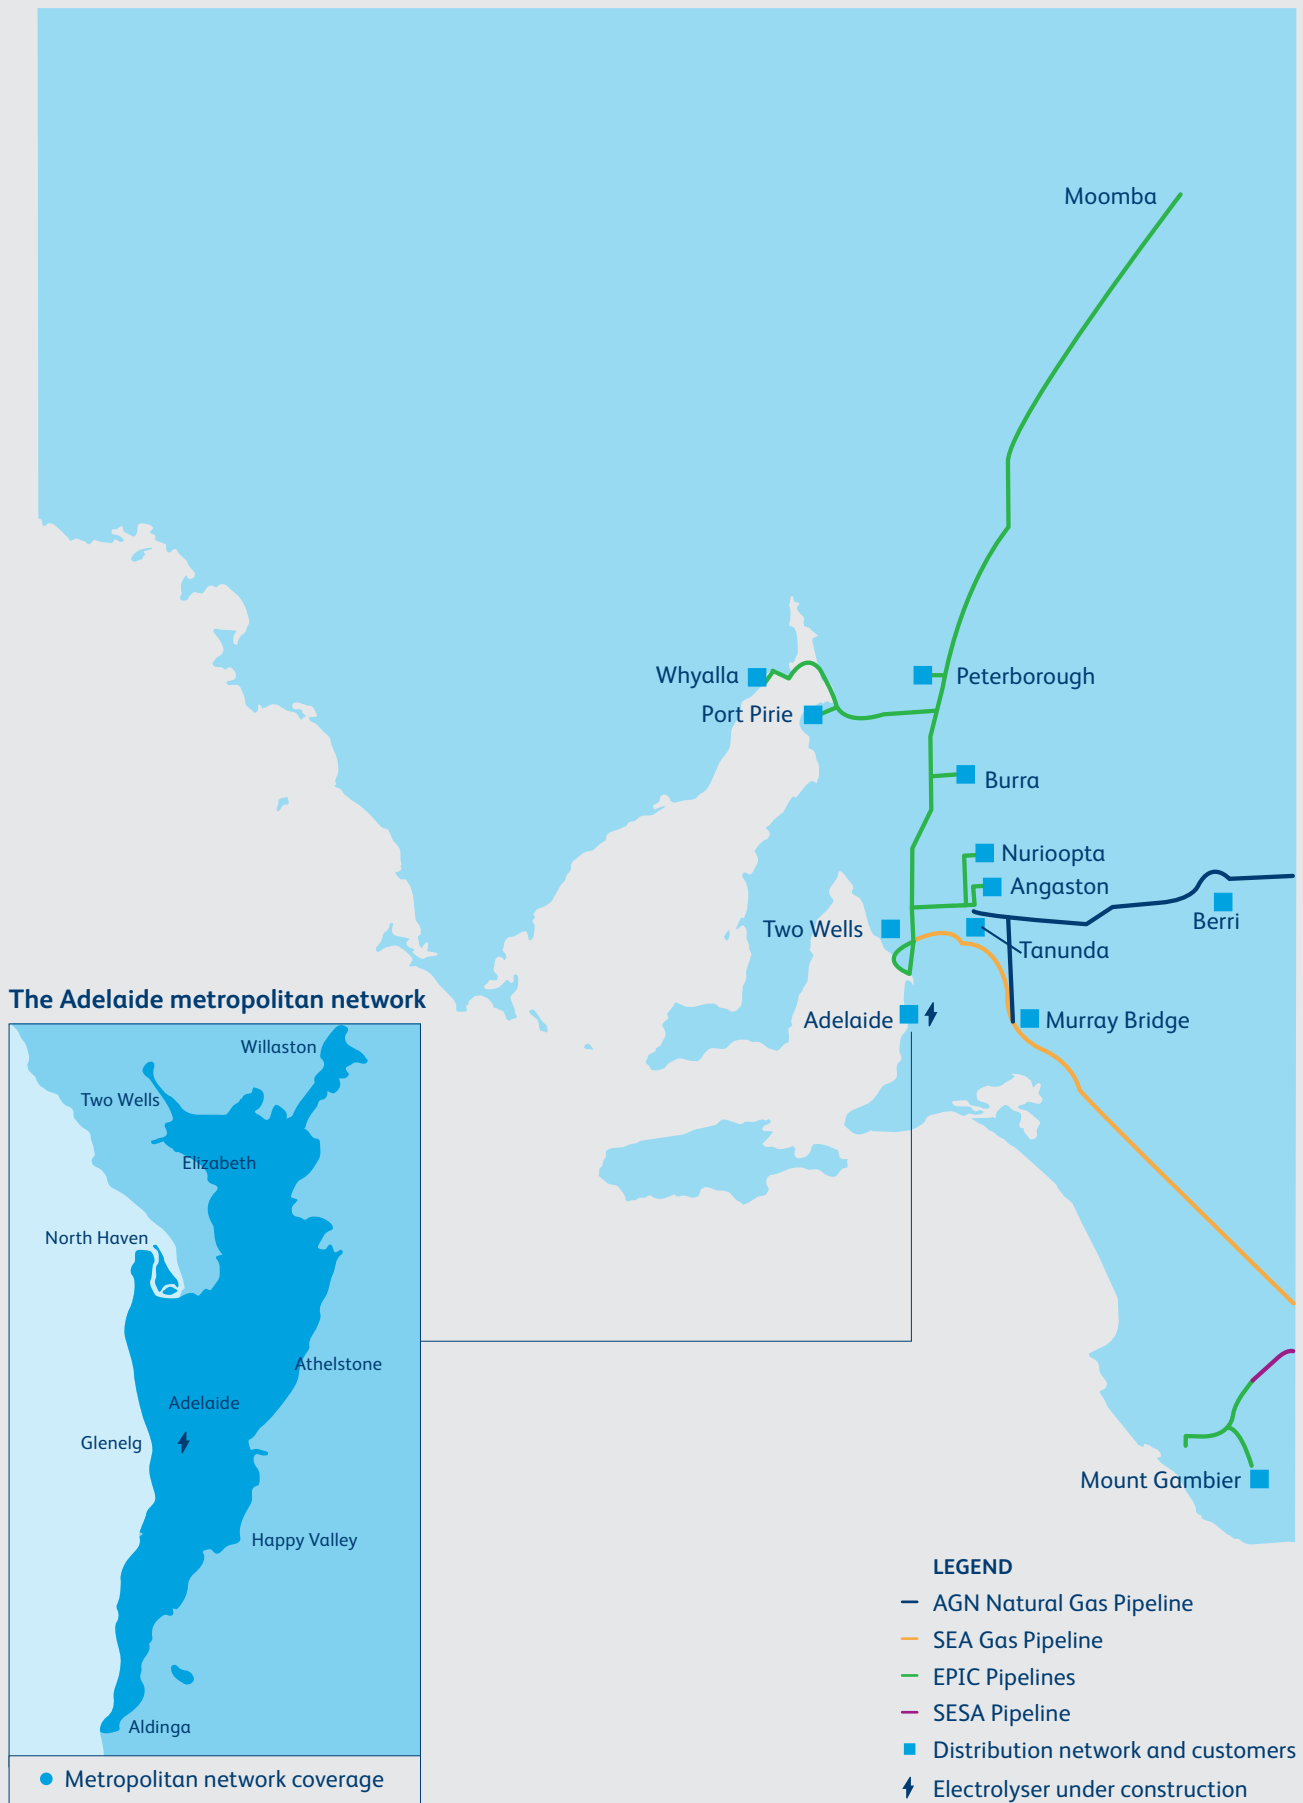 Moomba
Whyalla
Peterborough
Port Pirie
Burra
Nurioopta
Angaston
Berri
Two Wells
Tanunda
Adelaide
Murray Bridge
Mount Gambier
The Adelaide metropolitan network
Willaston
Two Wells
Elizabeth
North Haven
Athelstone
Adelaide
Glenelg
Happy Valley
Aldinga
Metropolitan network coverage
LEGEND
AGN Natural Gas Pipeline
SEA Gas Pipeline
EPIC Pipelines
SESA Pipeline
Distribution network and customers
Electrolyser under construction